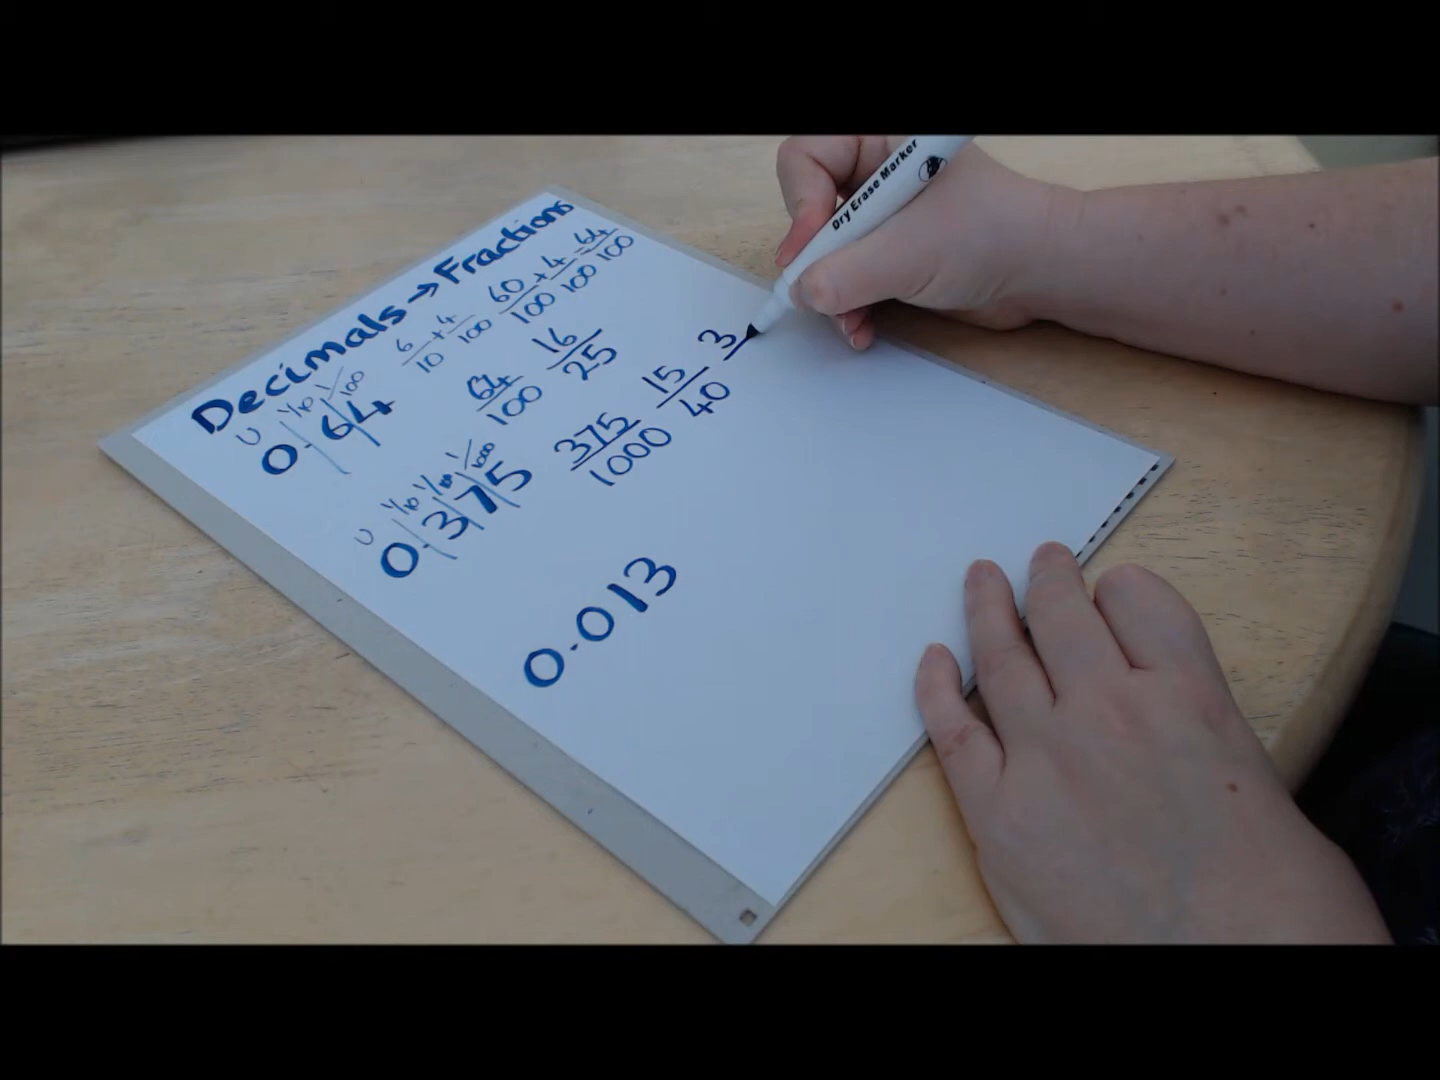 Decimals → Fractions
U 1/10 1/100
0.64
6/10 + 4/100 60/100 + 4/100 = 64/100
64/100 16/25
U 1/10 1/100 1/1000
0.375
375/1000 15/40 3
0.013
Dry Erase Marker